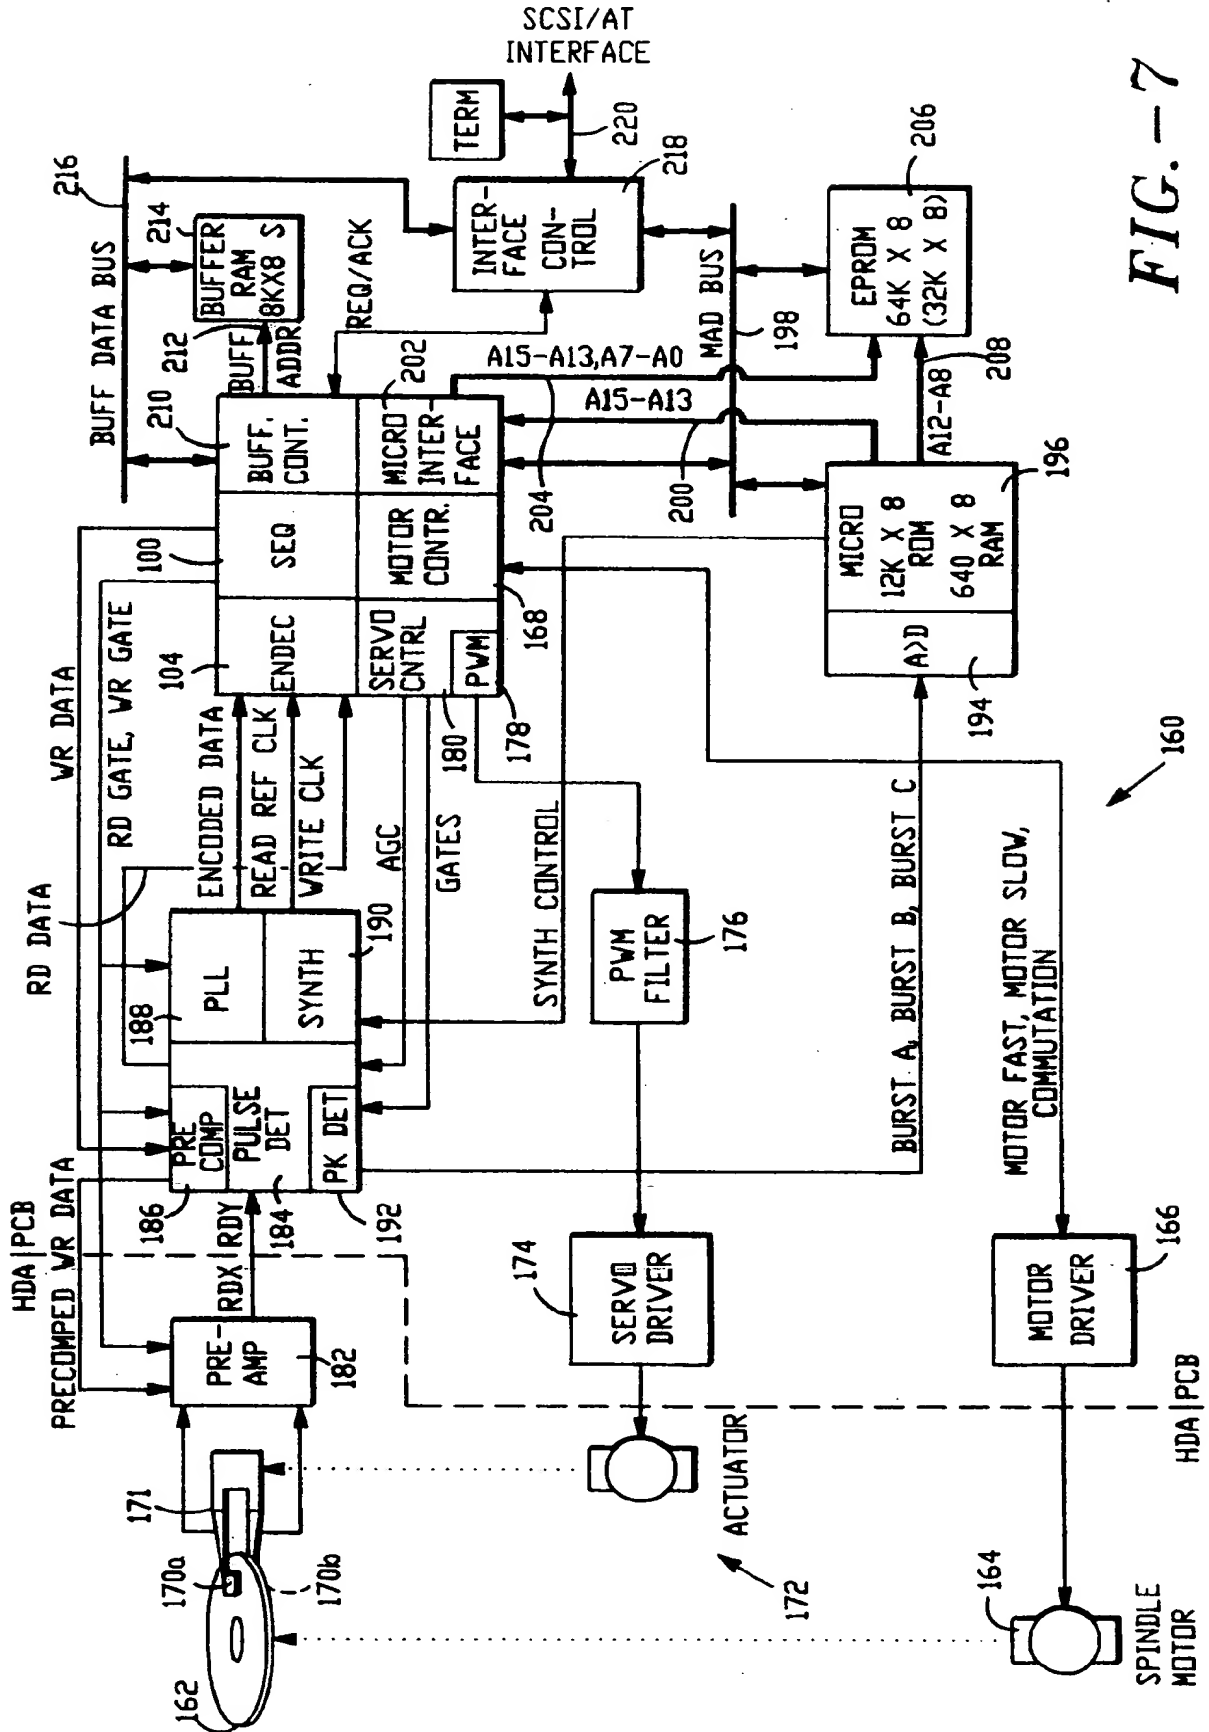 SCSI/AT
INTERFACE
TERM
220
216
BUFF DATA BUS
214
BUFFER
RAM
8KX8 S
212
BUFF
ADDR
REQ/ACK
INTER-
FACE
CON-
TROL
218
MAD BUS
198
EPROM
64K X 8
(32K X 8)
206
208
A12-A8
A15-A13,A7-A0
A15-A13
204
200
210
BUFF.
CONT.
202
MICRO
INTER-
FACE
100
SEQ
MOTOR
CONTR.
168
104
ENDEC
SERVO
CNTRL
180
PWM
178
MICRO
12K X 8
ROM
640 X 8
RAM
196
A>D
194
WR DATA
RD GATE, WR GATE
RD DATA
ENCODED DATA
READ REF CLK
WRITE CLK
AGC
GATES
SYNTH CONTROL
188
PLL
SYNTH
190
PRE
COMP
186
PULSE
DET
184
PK DET
192
PWM
FILTER
176
BURST A, BURST B, BURST C
MOTOR FAST, MOTOR SLOW,
COMMUTATION
160
HDA|PCB
PRECOMPED WR DATA
RDX
RDY
PRE-
AMP
182
174
SERVO
DRIVER
MOTOR
DRIVER
166
HDA|PCB
171
170a
170b
162
ACTUATOR
172
164
SPINDLE
MOTOR
FIG.-7